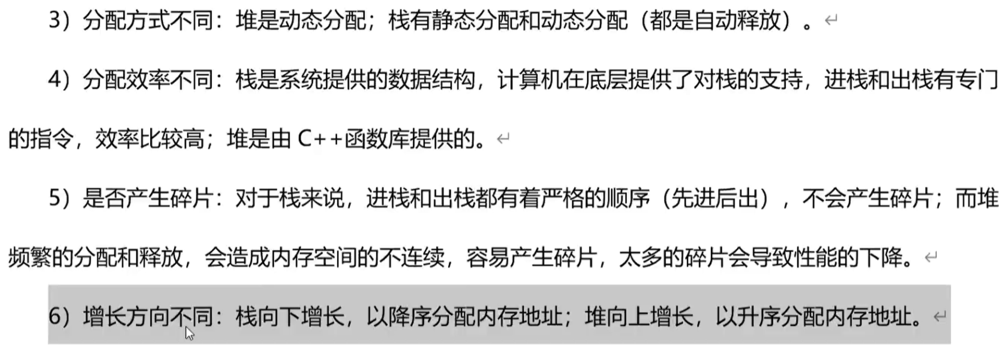 3）分配方式不同：堆是动态分配；栈有静态分配和动态分配（都是自动释放）。
4）分配效率不同：栈是系统提供的数据结构，计算机在底层提供了对栈的支持，进栈和出栈有专门
的指令，效率比较高；堆是由 C++函数库提供的。
5）是否产生碎片：对于栈来说，进栈和出栈都有着严格的顺序（先进后出），不会产生碎片；而堆
频繁的分配和释放，会造成内存空间的不连续，容易产生碎片，太多的碎片会导致性能的下降。
6）增长方向不同：栈向下增长，以降序分配内存地址；堆向上增长，以升序分配内存地址。